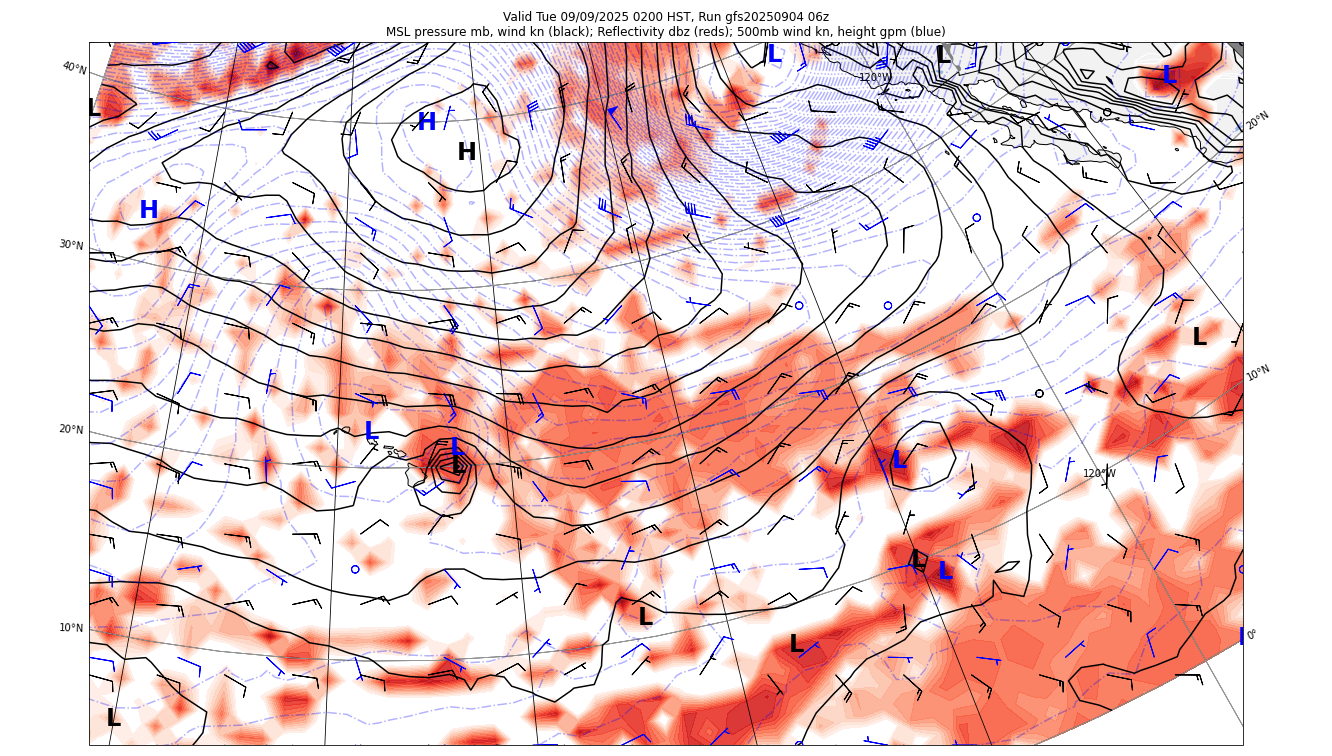 Valid Tue 09/09/2025 0200 HST, Run gfs20250904 06z
MSL pressure mb, wind kn (black); Reflectivity dbz (reds); 500mb wind kn, height gpm (blue)
L
L
40°N
120°W
L
L
H
20°N
H
H
30°N
L
10°N
20°N
L
L
L
L
120°W
L
L
10°N
L
L
0°
L